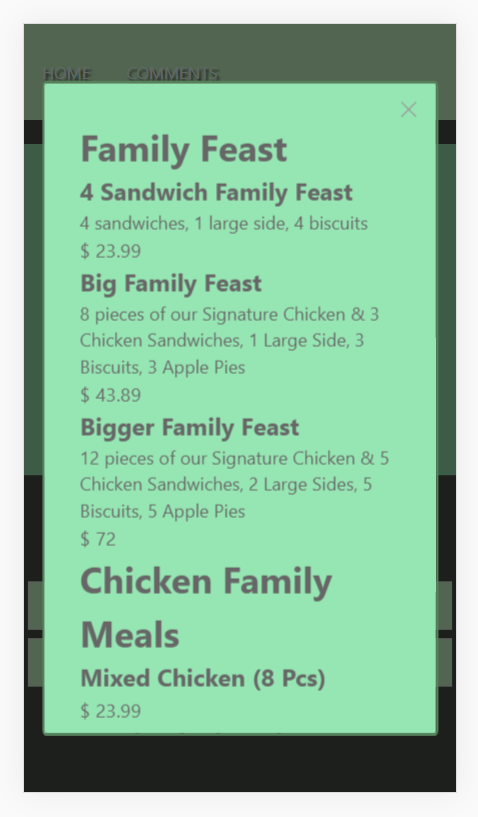 HOME COMMENTS
Family Feast
4 Sandwich Family Feast
4 sandwiches, 1 large side, 4 biscuits
$ 23.99
Big Family Feast
8 pieces of our Signature Chicken & 3
Chicken Sandwiches, 1 Large Side, 3
Biscuits, 3 Apple Pies
$ 43.89
Bigger Family Feast
12 pieces of our Signature Chicken & 5
Chicken Sandwiches, 2 Large Sides, 5
Biscuits, 5 Apple Pies
$ 72
Chicken Family
Meals
Mixed Chicken (8 Pcs)
$ 23.99